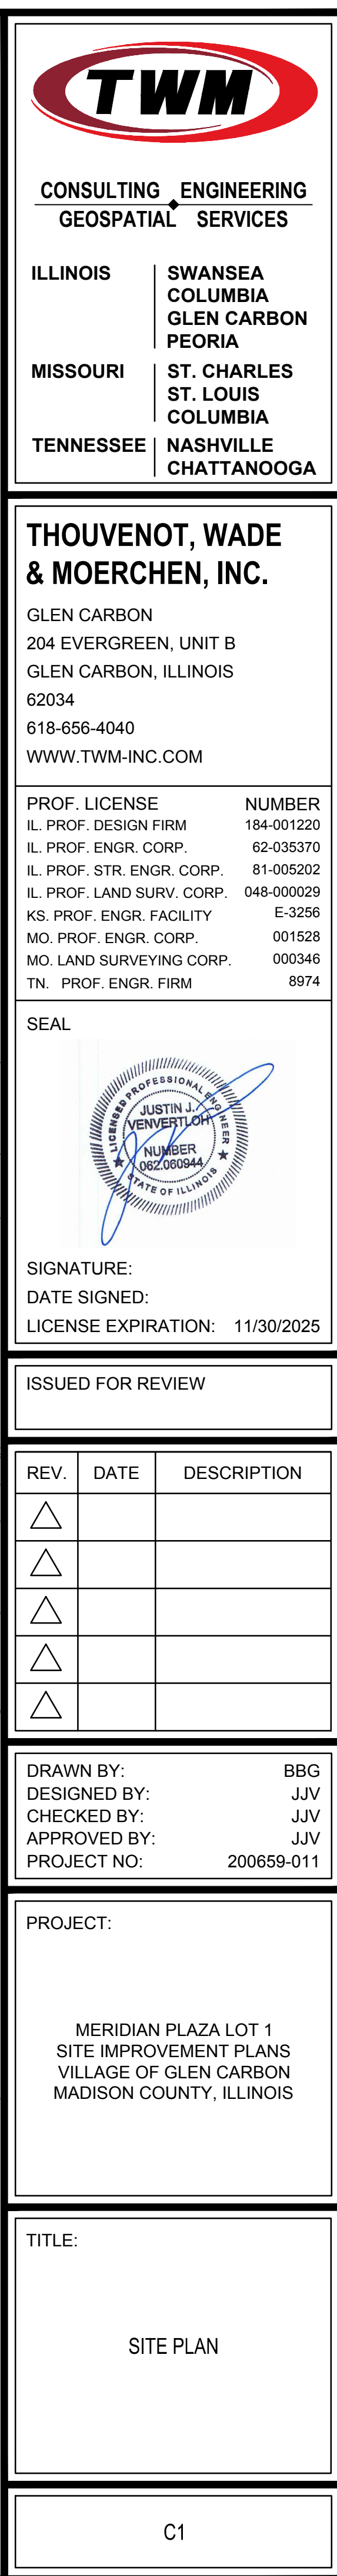 TWM
CONSULTING ENGINEERING
GEOSPATIAL SERVICES
ILLINOIS SWANSEA
COLUMBIA
GLEN CARBON
PEORIA
MISSOURI ST. CHARLES
ST. LOUIS
COLUMBIA
TENNESSEE NASHVILLE
CHATTANOOGA
THOUVENOT, WADE
& MOERCHEN, INC.
GLEN CARBON
204 EVERGREEN, UNIT B
GLEN CARBON, ILLINOIS
62034
618-656-4040
WWW.TWM-INC.COM
PROF. LICENSE NUMBER
IL. PROF. DESIGN FIRM 184-001220
IL. PROF. ENGR. CORP. 62-035370
IL. PROF. STR. ENGR. CORP. 81-005202
IL. PROF. LAND SURV. CORP. 048-000029
KS. PROF. ENGR. FACILITY E-3256
MO. PROF. ENGR. CORP. 001528
MO. LAND SURVEYING CORP. 000346
TN. PROF. ENGR. FIRM 8974
SEAL
LICENSED PROFESSIONAL ENGINEER
JUSTIN J.
VENVERTLOH
NUMBER
062.060944
STATE OF ILLINOIS
SIGNATURE:
DATE SIGNED:
LICENSE EXPIRATION: 11/30/2025
ISSUED FOR REVIEW
REV. DATE DESCRIPTION
DRAWN BY: BBG
DESIGNED BY: JJV
CHECKED BY: JJV
APPROVED BY: JJV
PROJECT NO: 200659-011
PROJECT:
MERIDIAN PLAZA LOT 1
SITE IMPROVEMENT PLANS
VILLAGE OF GLEN CARBON
MADISON COUNTY, ILLINOIS
TITLE:
SITE PLAN
C1